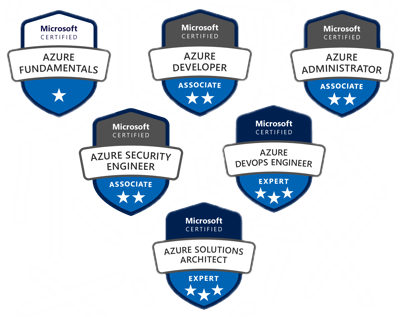 Microsoft
CERTIFIED
AZURE
FUNDAMENTALS
Microsoft
CERTIFIED
AZURE
DEVELOPER
ASSOCIATE
Microsoft
CERTIFIED
AZURE
ADMINISTRATOR
ASSOCIATE
Microsoft
CERTIFIED
AZURE SECURITY
ENGINEER
ASSOCIATE
Microsoft
CERTIFIED
AZURE
DEVOPS ENGINEER
EXPERT
Microsoft
CERTIFIED
AZURE SOLUTIONS
ARCHITECT
EXPERT